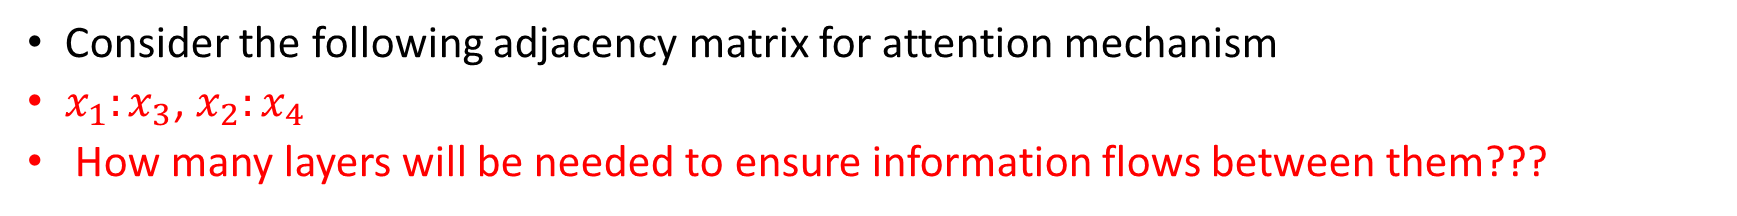 • Consider the following adjacency matrix for attention mechanism
• x₁: x₃, x₂: x₄
• How many layers will be needed to ensure information flows between them???